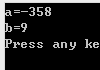 a=-358
b=9
Press any ke